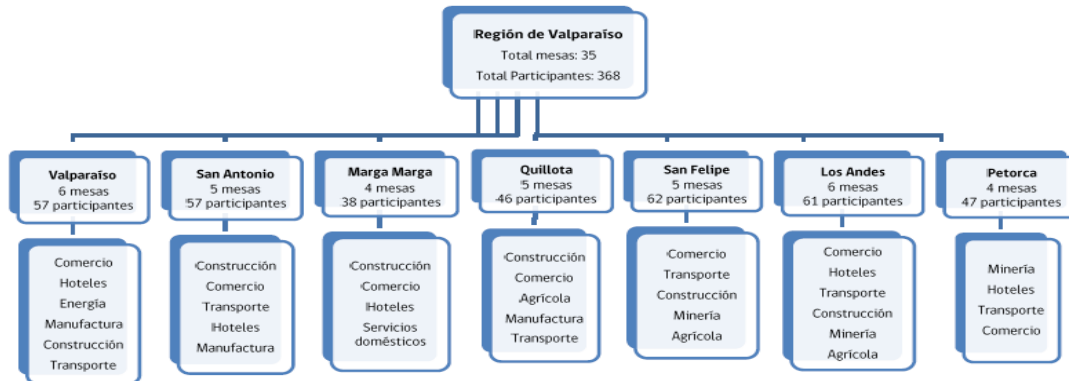 Región de Valparaíso
Total mesas: 35
Total Participantes: 368
Valparaíso
6 mesas
57 participantes
San Antonio
5 mesas
57 participantes
Marga Marga
4 mesas
38 participantes
Quillota
5 mesas
46 participantes
San Felipe
5 mesas
62 participantes
Los Andes
6 mesas
61 participantes
Petorca
4 mesas
47 participantes
Comercio
Hoteles
Energía
Manufactura
Construcción
Transporte
Construcción
Comercio
Transporte
Hoteles
Manufactura
Construcción
Comercio
Hoteles
Servicios
domésticos
Construcción
Comercio
Agrícola
Manufactura
Transporte
Comercio
Transporte
Construcción
Minería
Agrícola
Comercio
Hoteles
Transporte
Construcción
Minería
Agrícola
Minería
Hoteles
Transporte
Comercio